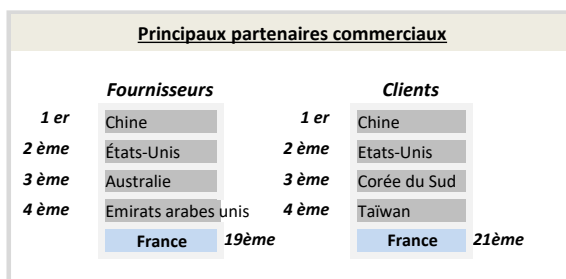 Principaux partenaires commerciaux
Fournisseurs Clients
1 er Chine 1 er Chine
2 ème États-Unis 2 ème Etats-Unis
3 ème Australie 3 ème Corée du Sud
4 ème Emirats arabes unis 4 ème Taïwan
France 19ème France 21ème